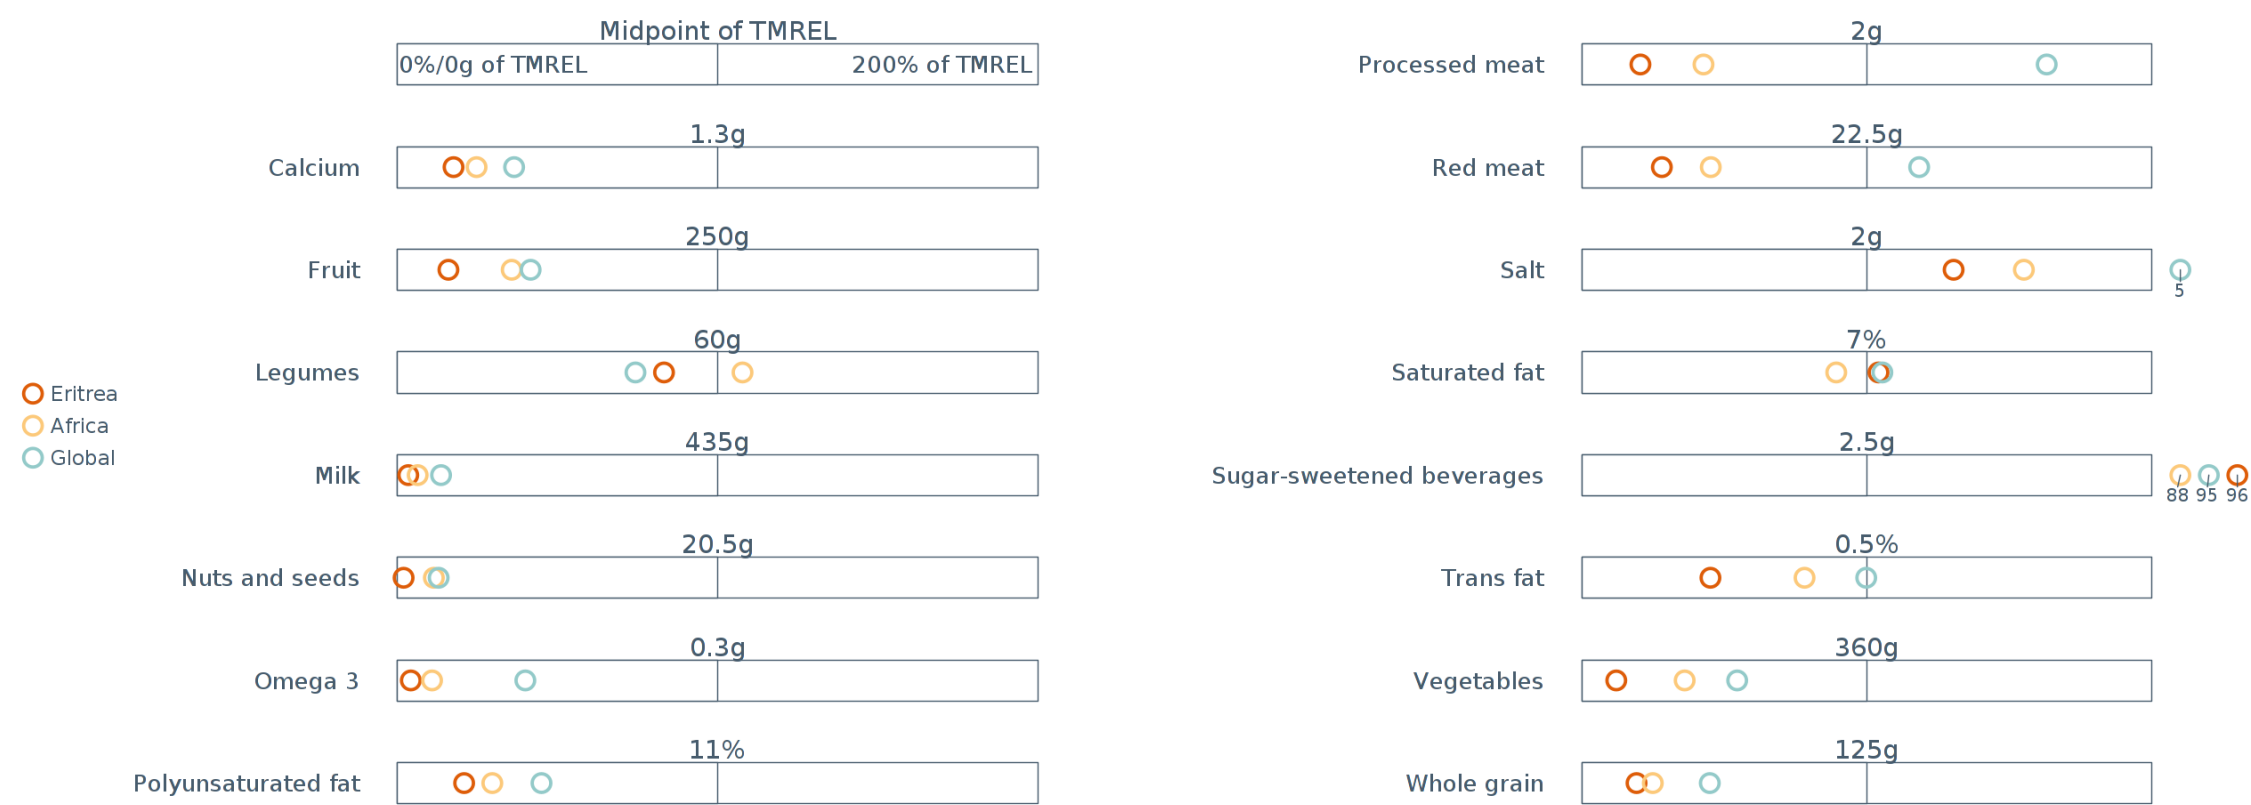 Midpoint of TMREL
0%/0g of TMREL 200% of TMREL
1.3g
Calcium
250g
Fruit
60g
Legumes
435g
Milk
20.5g
Nuts and seeds
0.3g
Omega 3
11%
Polyunsaturated fat
Eritrea
Africa
Global
2g
Processed meat
22.5g
Red meat
2g
Salt
5
7%
Saturated fat
2.5g
Sugar-sweetened beverages
88 95 96
0.5%
Trans fat
360g
Vegetables
125g
Whole grain